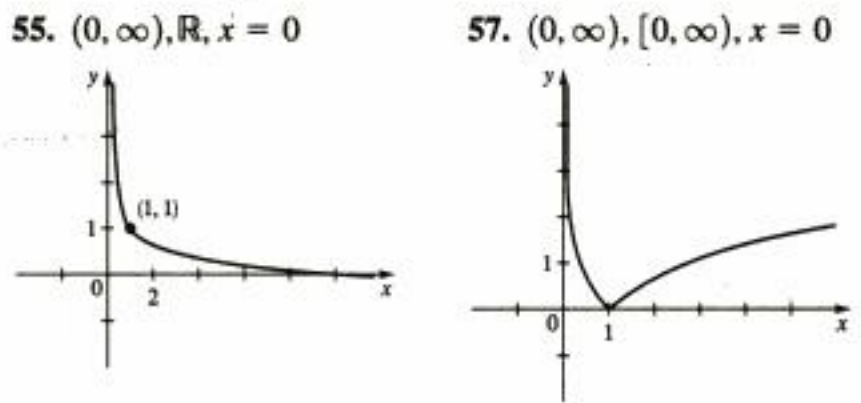 55. (0, ∞), ℝ, x = 0
y
(1, 1)
1
0
2
x
57. (0, ∞), [0, ∞), x = 0
y
1
0
1
x